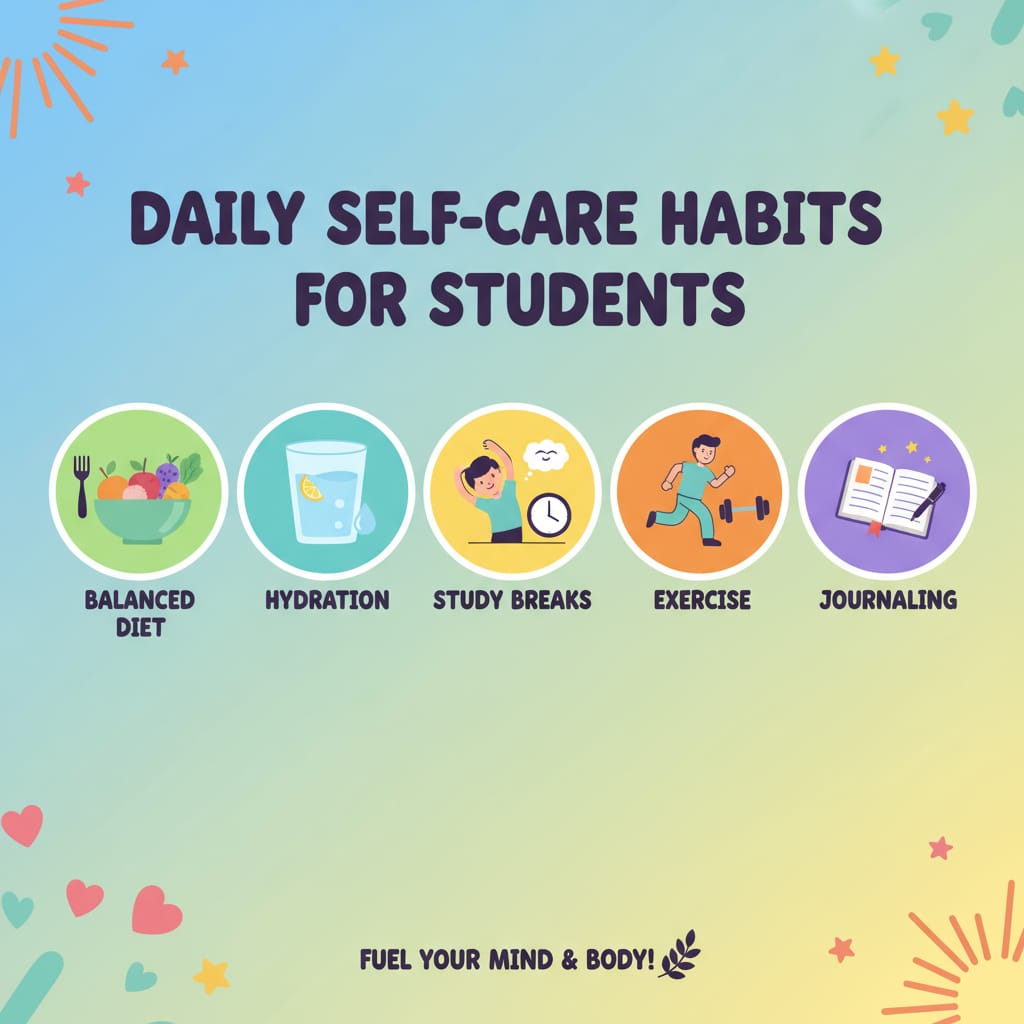 DAILY SELF-CARE HABITS
FOR STUDENTS
BALANCED
DIET
HYDRATION
STUDY BREAKS
EXERCISE
JOURNALING
FUEL YOUR MIND & BODY!